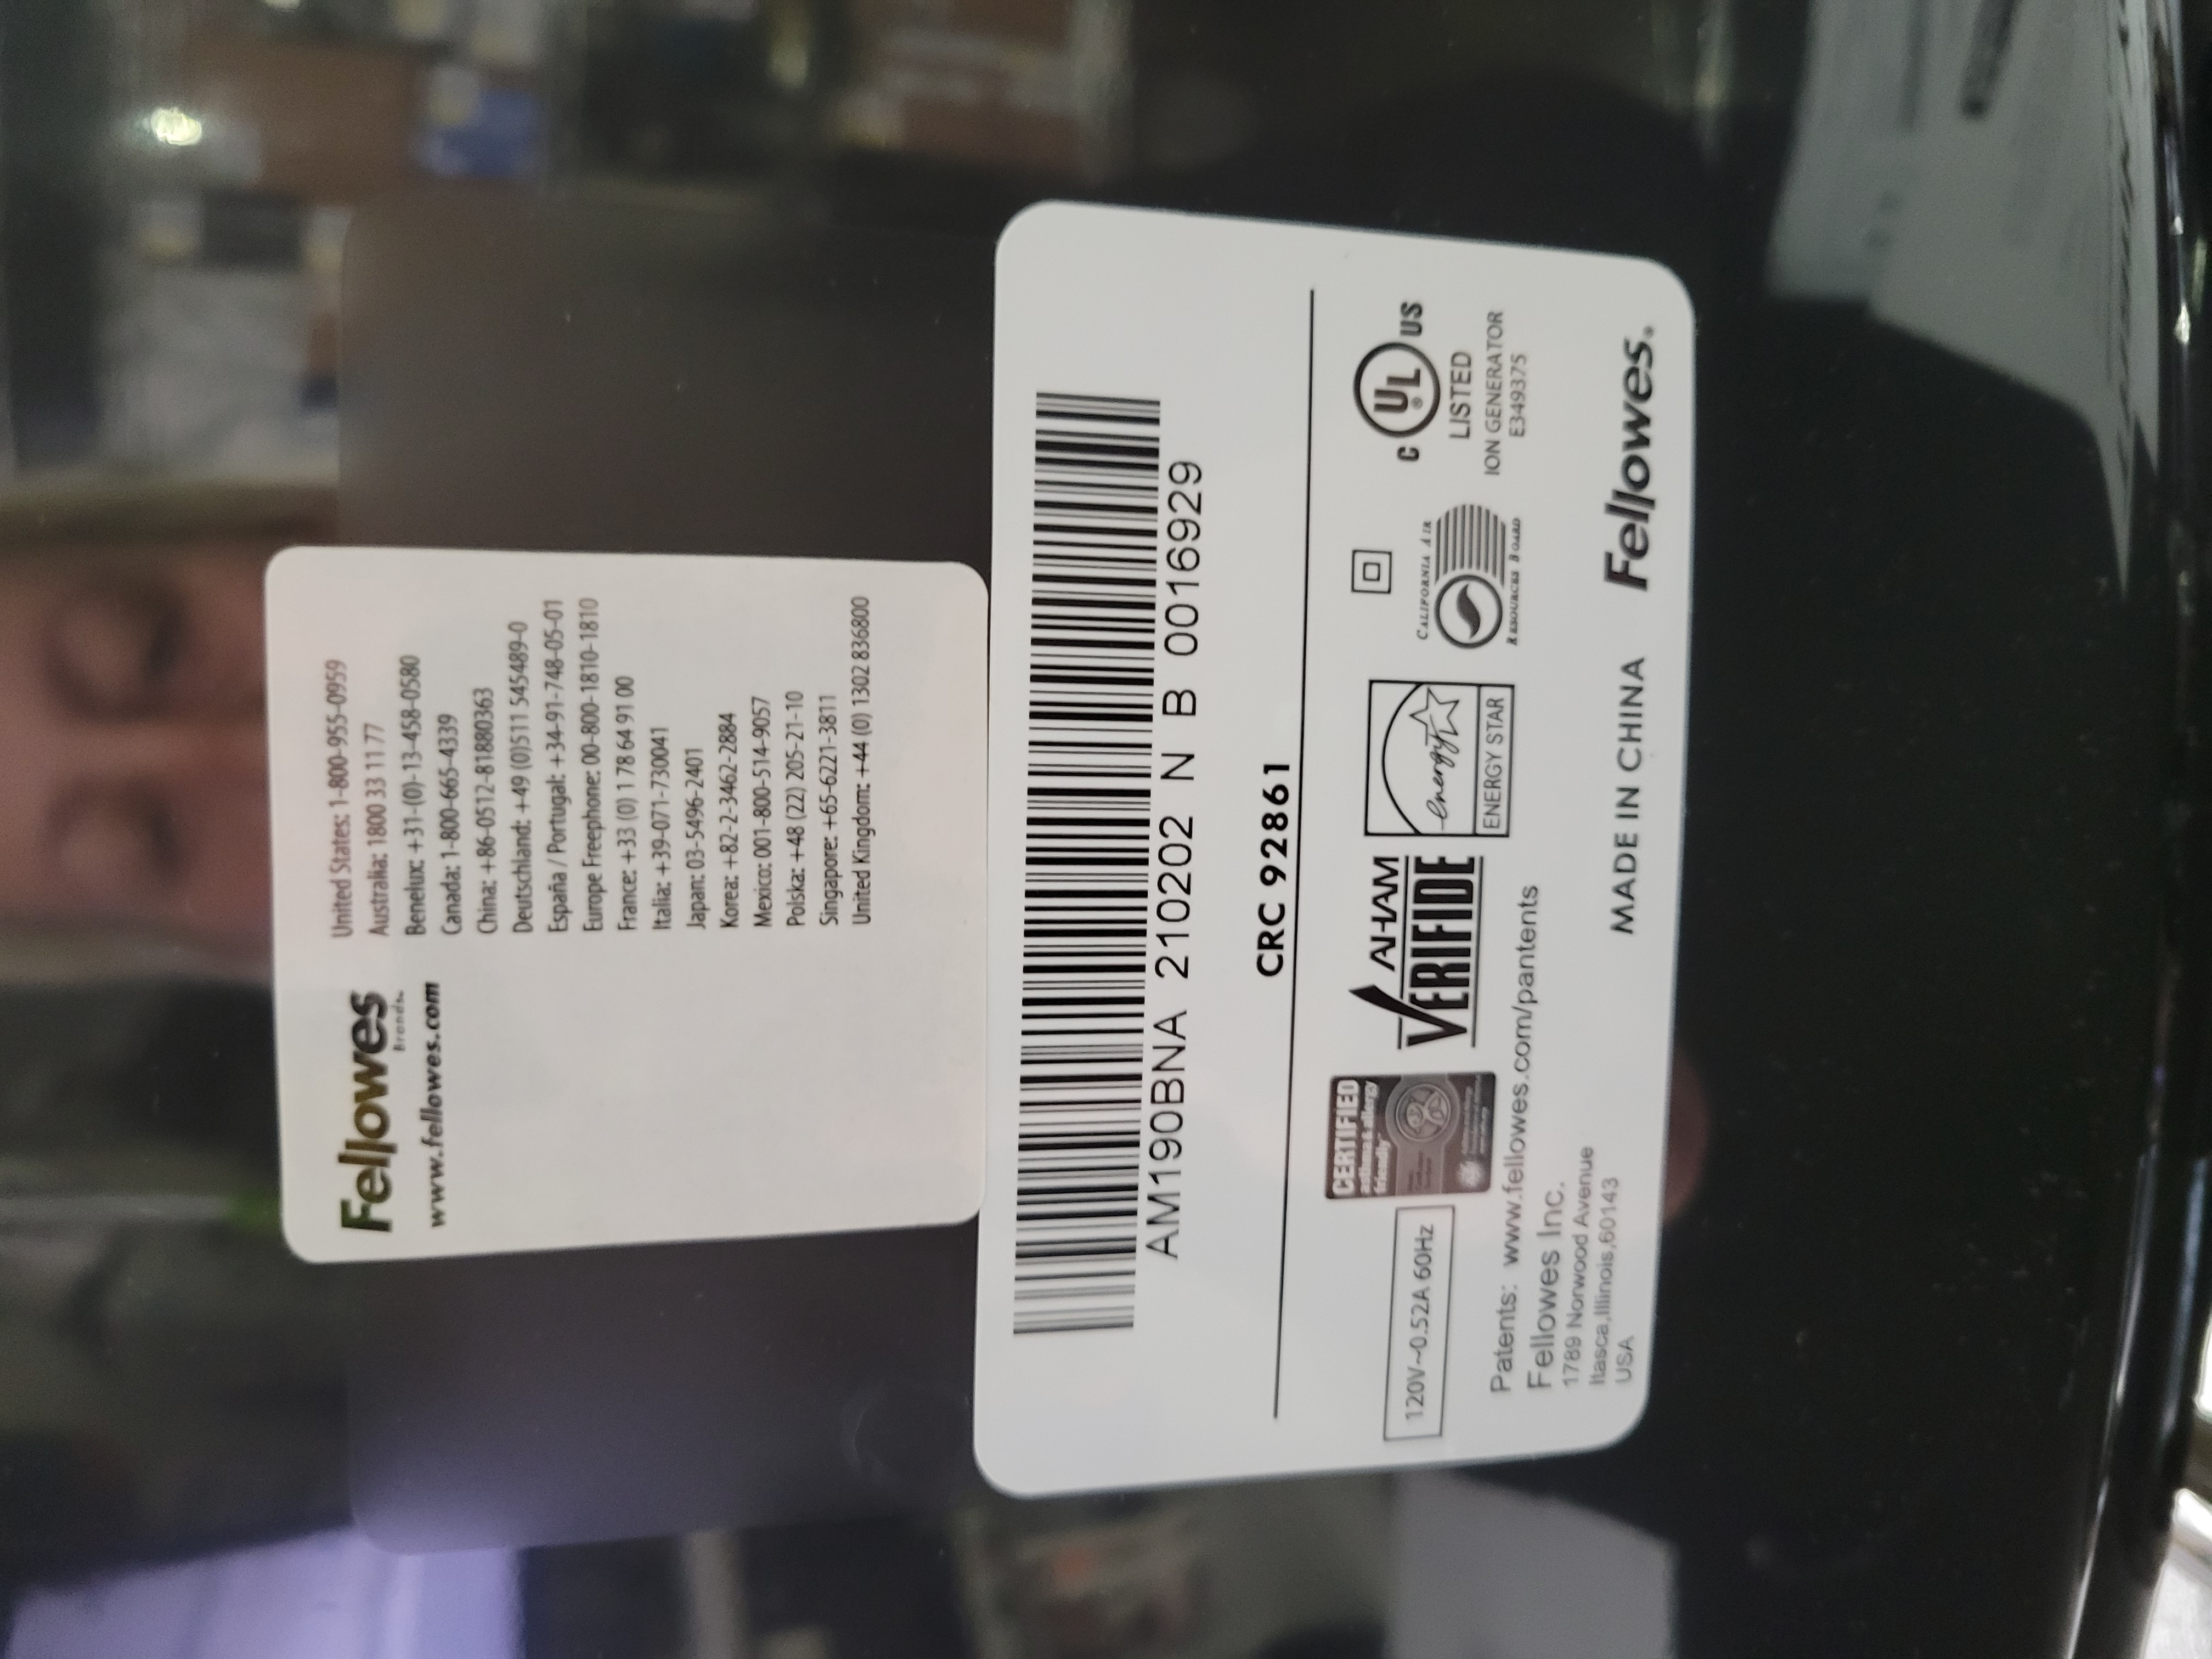 Fellowes
Brands™
www.fellowes.com
United States: 1-800-955-0959
Australia: 1800 33 11 77
Benelux: +31-(0)-13-458-0580
Canada: 1-800-665-4339
China: +86-0512-81880363
Deutschland: +49 (0)511 545489-0
España / Portugal: +34-91-748-05-01
Europe Freephone: 00-800-1810-1810
France: +33 (0) 1 78 64 91 00
Italia: +39-071-730041
Japan: 03-5496-2401
Korea: +82-2-3462-2884
Mexico: 001-800-514-9057
Polska: +48 (22) 205-21-10
Singapore: +65-6221-3811
United Kingdom: +44 (0) 1302 836800
AM190BNA 210202 N B 0016929
CRC 92861
120V~0.52A 60Hz
CERTIFIED
asthma & allergy
friendly
AHAM
VERIFIDE
energy
ENERGY STAR
CALIFORNIA AIR
RESOURCES BOARD
C UL® US
LISTED
ION GENERATOR
E349375
Patents: www.fellowes.com/pantents
Fellowes Inc.
1789 Norwood Avenue
Itasca,Illinois,60143
USA
MADE IN CHINA
Fellowes®